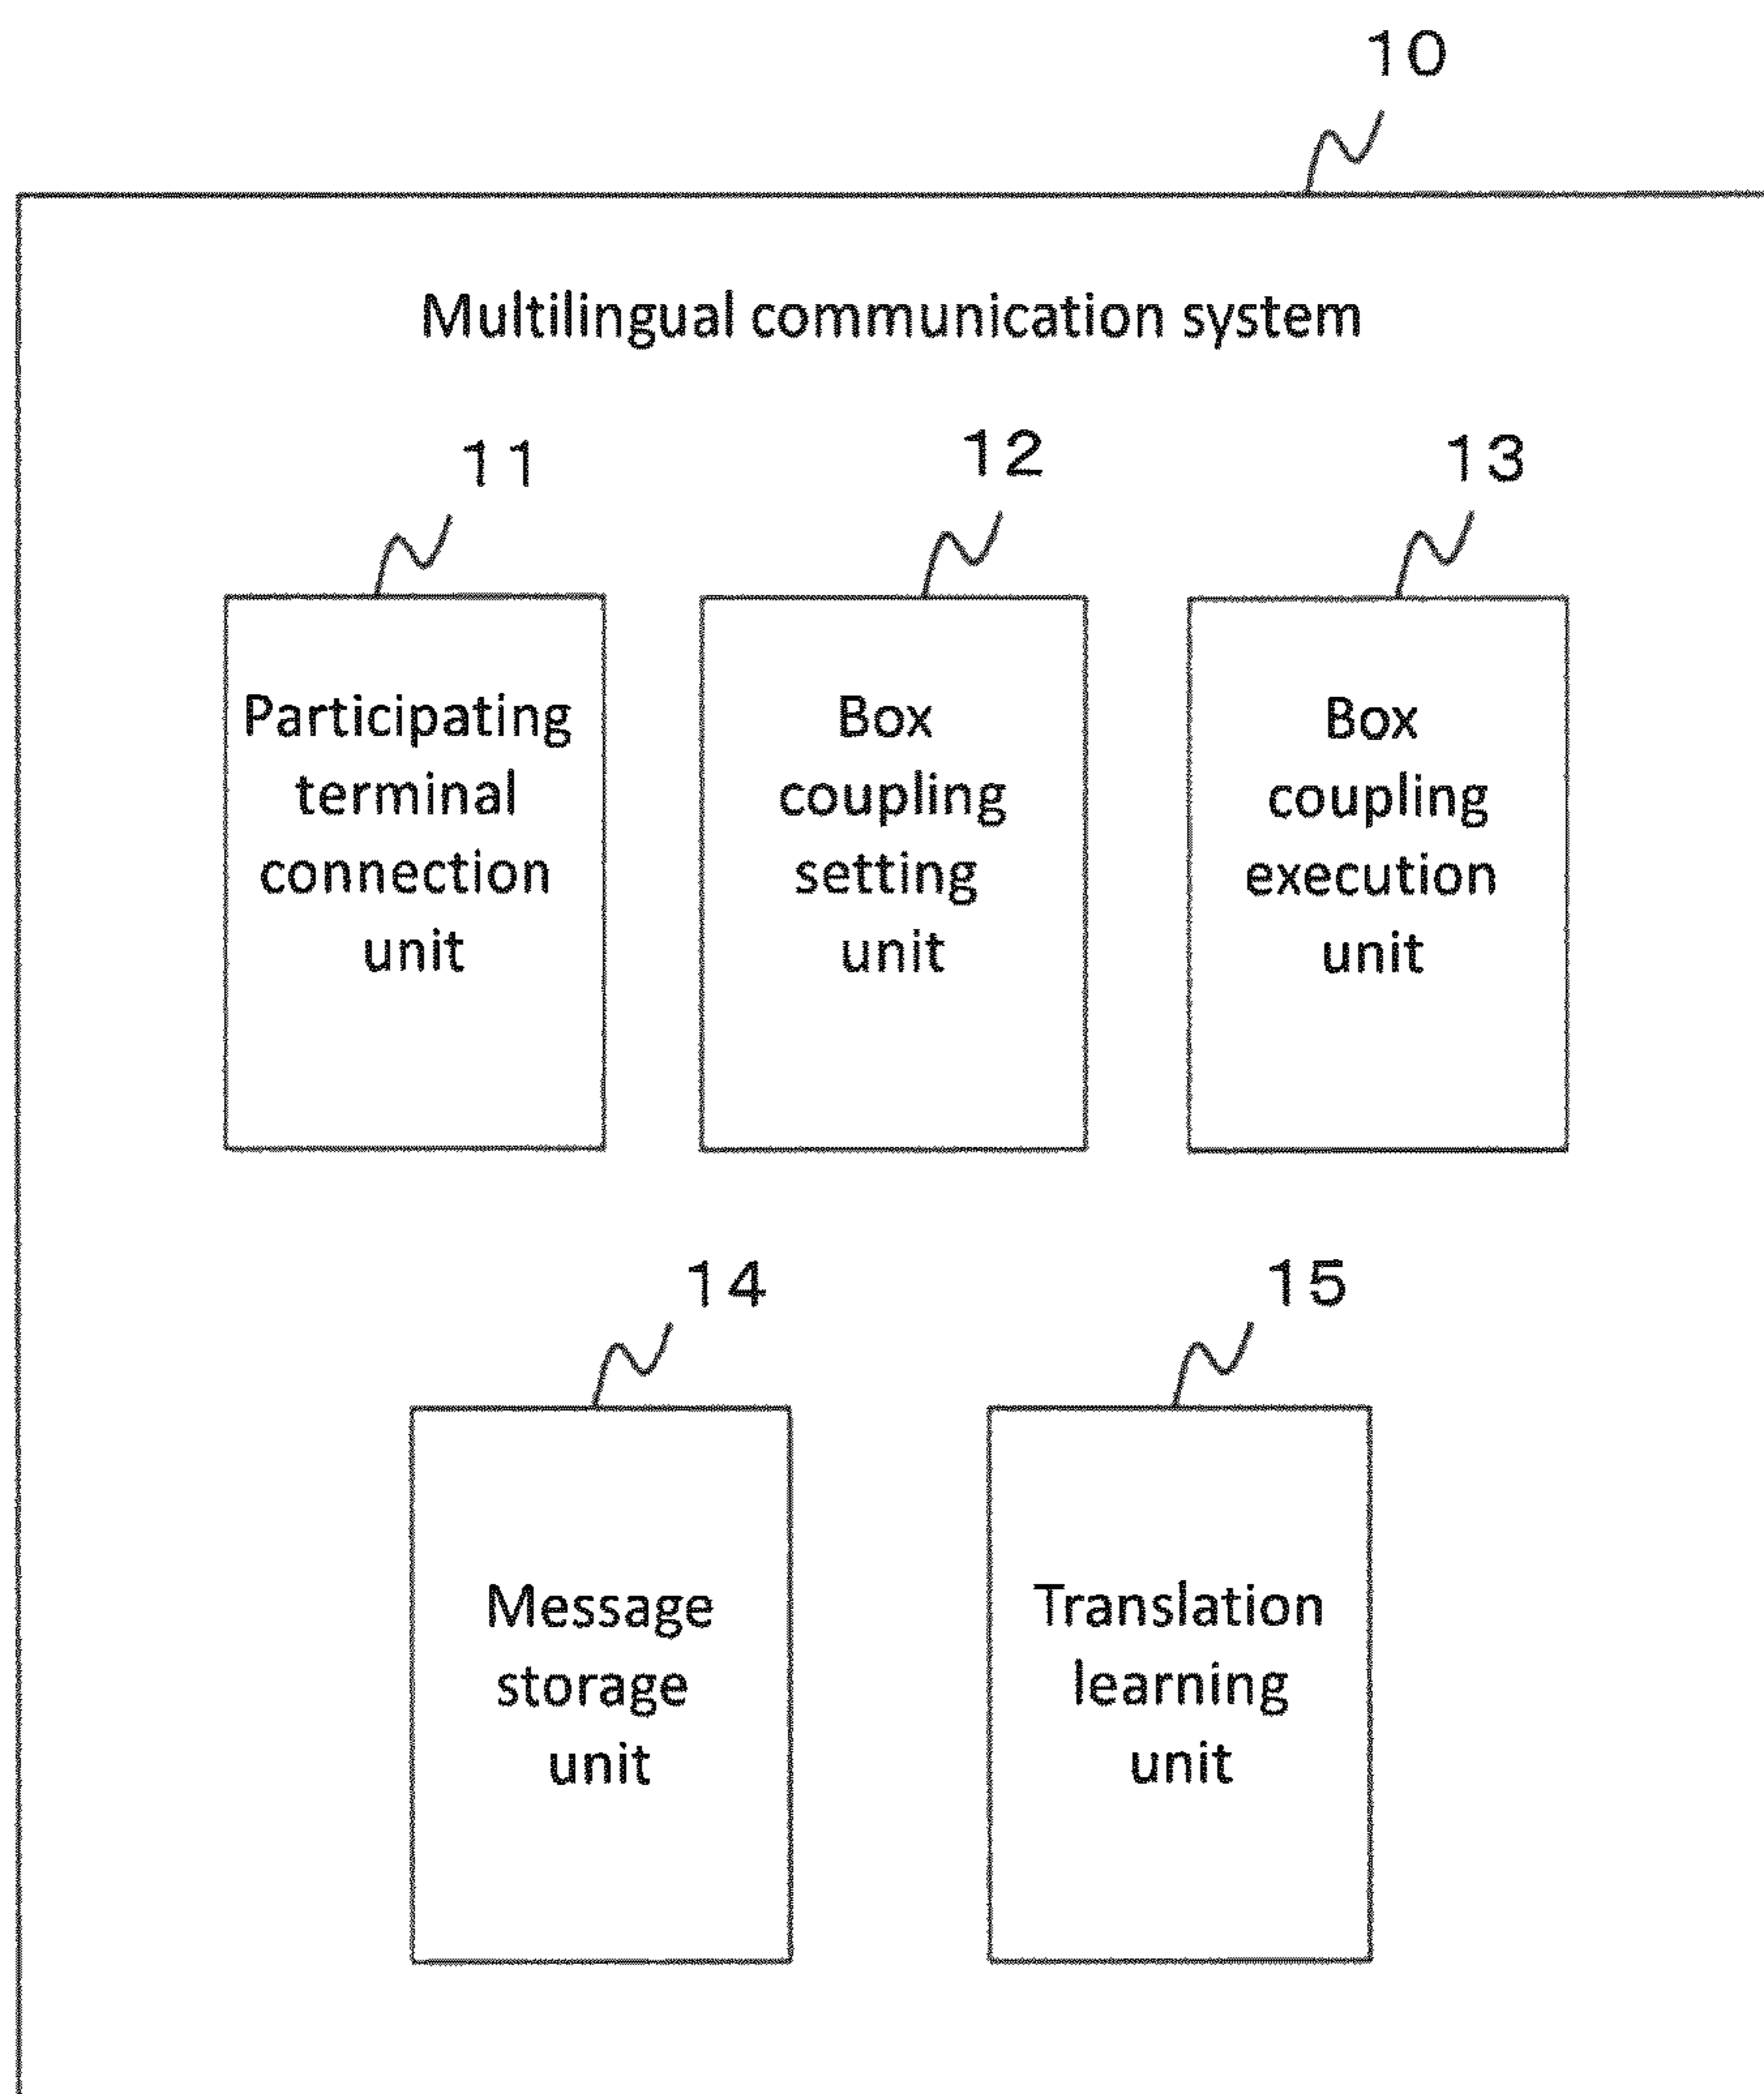 10
Multilingual communication system
11
12
13
Participating
terminal
connection
unit
Box
coupling
setting
unit
Box
coupling
execution
unit
14
15
Message
storage
unit
Translation
learning
unit